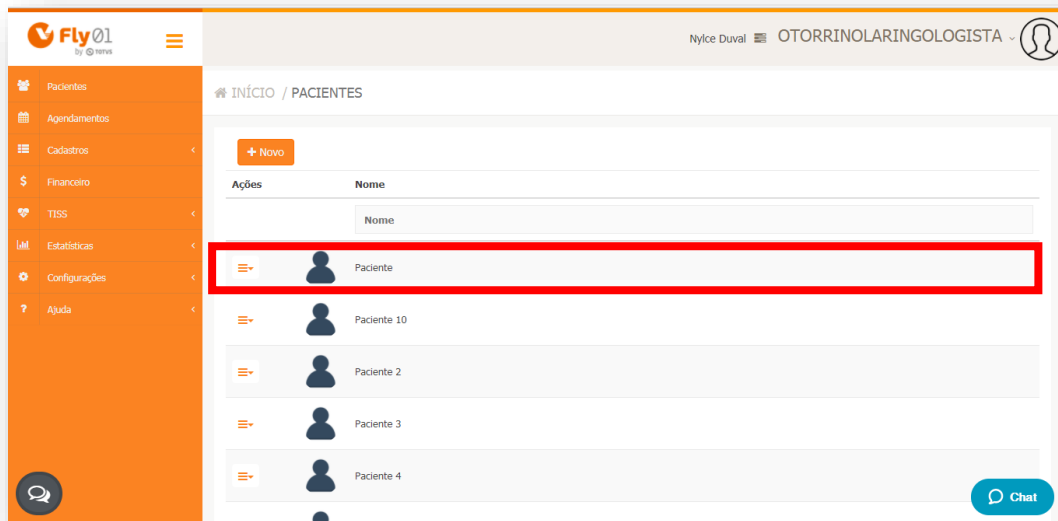 Fly01
by TOTVS
Nylce Duval OTORRINOLARINGOLOGISTA
Pacientes
Agendamentos
Cadastros
Financeiro
TISS
Estatísticas
Configurações
Ajuda
INÍCIO / PACIENTES
+ Novo
Ações Nome
Nome
Paciente
Paciente 10
Paciente 2
Paciente 3
Paciente 4
Chat